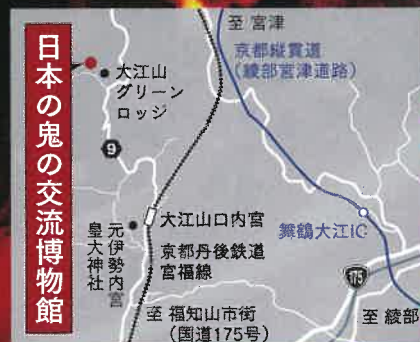 日本の鬼の交流博物館
至 宮津
京都縦貫道
(綾部宮津道路)
大江山
グリーン
ロッジ
9
元伊勢内宮
皇大神社
大江山口内宮
京都丹後鉄道
宮福線
舞鶴大江IC
175
至 綾部
至 福知山市街
(国道175号)